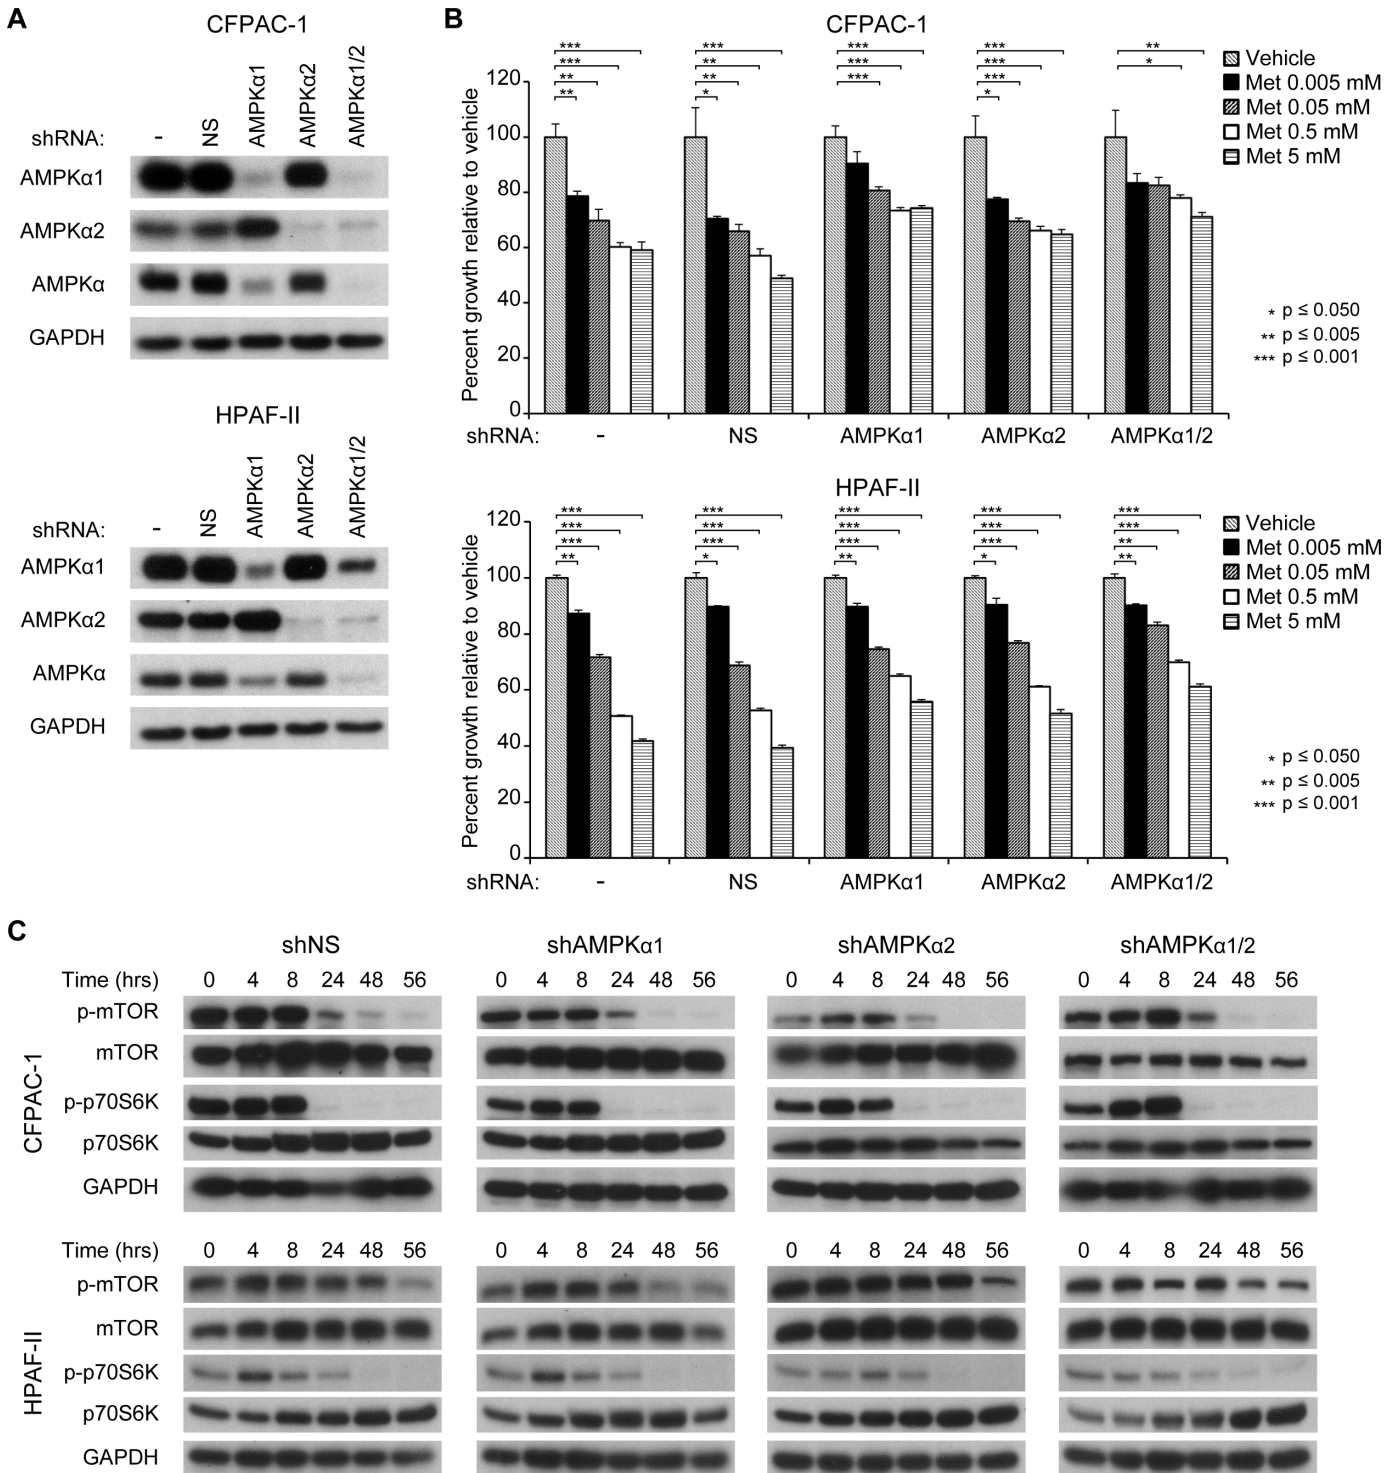 A
CFPAC-1
shRNA: - NS AMPKα1 AMPKα2 AMPKα1/2
AMPKα1
AMPKα2
AMPKα
GAPDH
HPAF-II
shRNA: - NS AMPKα1 AMPKα2 AMPKα1/2
AMPKα1
AMPKα2
AMPKα
GAPDH
B
CFPAC-1
*** *** *** *** **
*** ** *** *** *
** ** *** ***
** * *
Percent growth relative to vehicle
120
100
80
60
40
20
0
shRNA: - NS AMPKα1 AMPKα2 AMPKα1/2
Vehicle
Met 0.005 mM
Met 0.05 mM
Met 0.5 mM
Met 5 mM
* p ≤ 0.050
** p ≤ 0.005
*** p ≤ 0.001
HPAF-II
*** *** *** *** ***
*** *** *** *** ***
*** *** *** *** **
** * ** * **
Percent growth relative to vehicle
120
100
80
60
40
20
0
shRNA: - NS AMPKα1 AMPKα2 AMPKα1/2
Vehicle
Met 0.005 mM
Met 0.05 mM
Met 0.5 mM
Met 5 mM
* p ≤ 0.050
** p ≤ 0.005
*** p ≤ 0.001
C
shNS shAMPKα1 shAMPKα2 shAMPKα1/2
CFPAC-1
Time (hrs) 0 4 8 24 48 56 0 4 8 24 48 56 0 4 8 24 48 56 0 4 8 24 48 56
p-mTOR
mTOR
p-p70S6K
p70S6K
GAPDH
HPAF-II
Time (hrs) 0 4 8 24 48 56 0 4 8 24 48 56 0 4 8 24 48 56 0 4 8 24 48 56
p-mTOR
mTOR
p-p70S6K
p70S6K
GAPDH